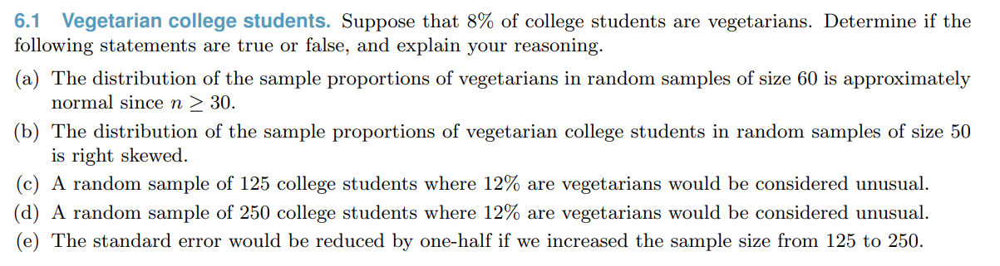 6.1 Vegetarian college students. Suppose that 8% of college students are vegetarians. Determine if the
following statements are true or false, and explain your reasoning.
(a) The distribution of the sample proportions of vegetarians in random samples of size 60 is approximately
normal since n ≥ 30.
(b) The distribution of the sample proportions of vegetarian college students in random samples of size 50
is right skewed.
(c) A random sample of 125 college students where 12% are vegetarians would be considered unusual.
(d) A random sample of 250 college students where 12% are vegetarians would be considered unusual.
(e) The standard error would be reduced by one-half if we increased the sample size from 125 to 250.